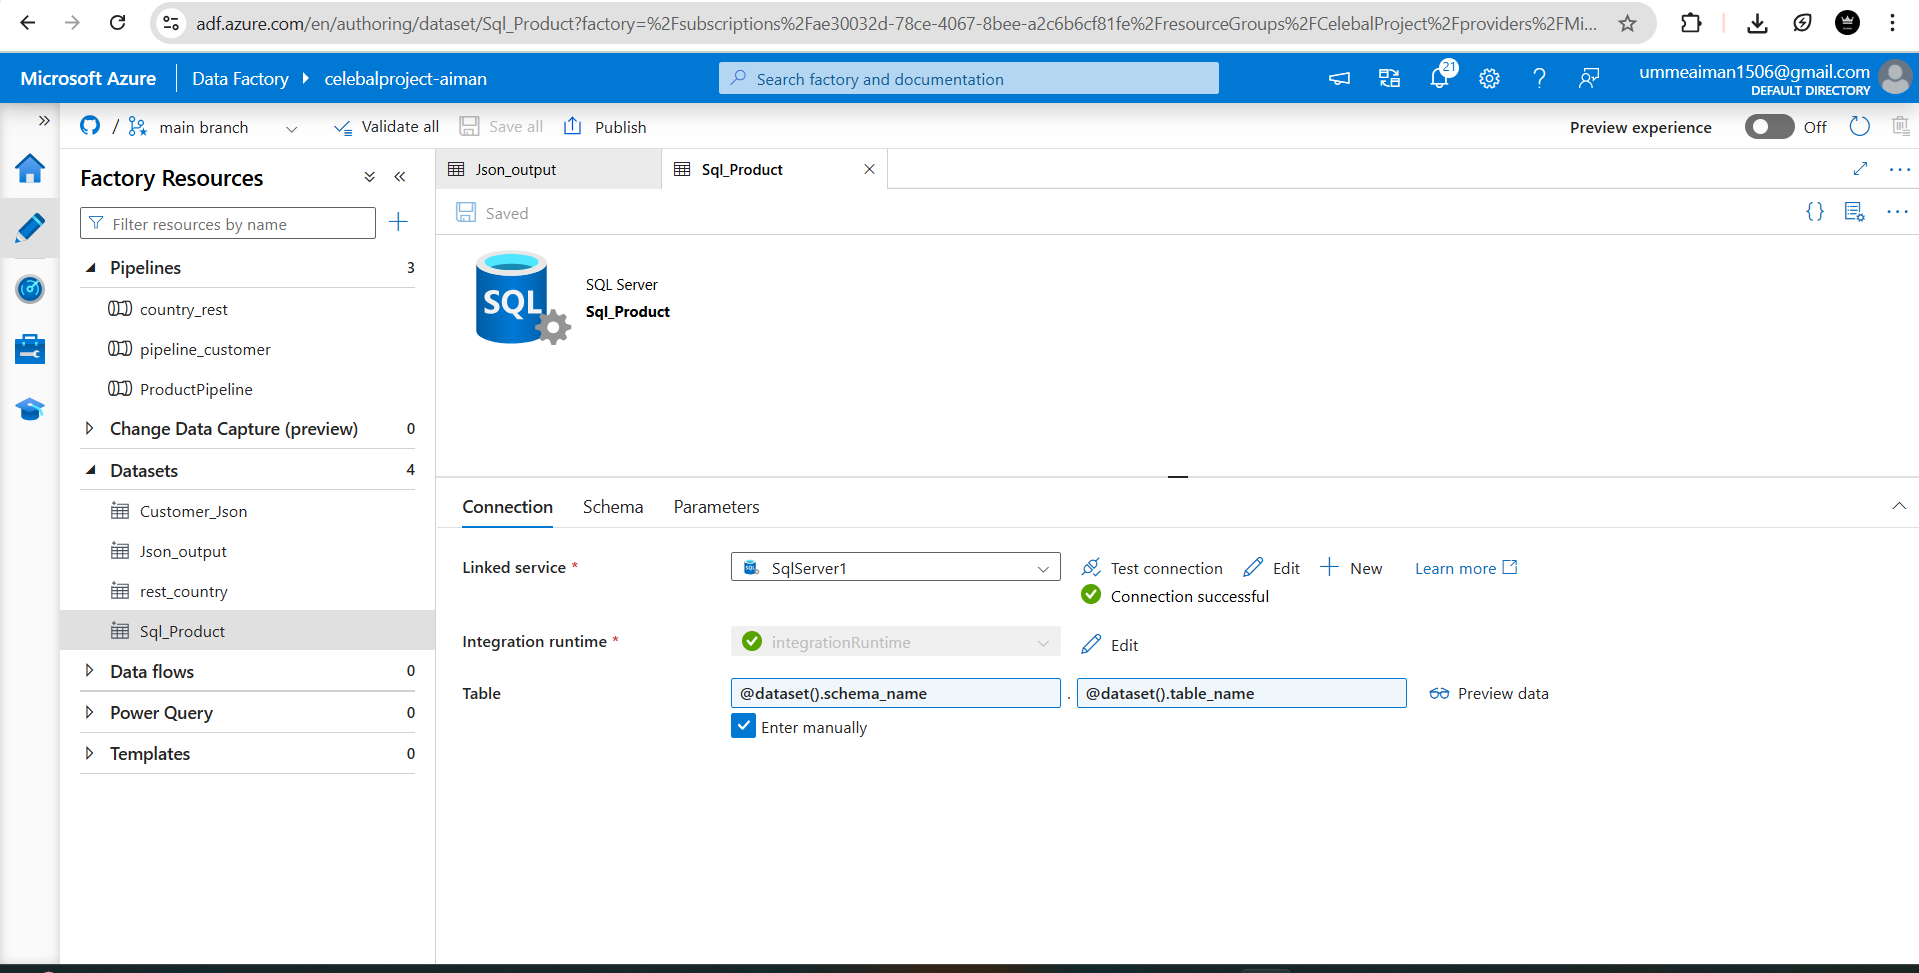 adf.azure.com/en/authoring/dataset/Sql_Product?factory=%2Fsubscriptions%2Fae30032d-78ce-4067-8bee-a2c6b6cf81fe%2FresourceGroups%2FCelebalProject%2Fproviders%2FMi...
Microsoft Azure
Data Factory
celebalproject-aiman
Search factory and documentation
21
ummeaiman1506@gmail.com
DEFAULT DIRECTORY
/ main branch
Validate all
Save all
Publish
Preview experience
Off
Factory Resources
Filter resources by name
Pipelines 3
country_rest
pipeline_customer
ProductPipeline
Change Data Capture (preview) 0
Datasets 4
Customer_Json
Json_output
rest_country
Sql_Product
Data flows 0
Power Query 0
Templates 0
Json_output
Sql_Product
Saved
SQL
SQL Server
Sql_Product
Connection
Schema
Parameters
Linked service *
SqlServer1
Test connection
Edit
New
Learn more
Connection successful
Integration runtime *
integrationRuntime
Edit
Table
@dataset().schema_name
.
@dataset().table_name
Preview data
Enter manually